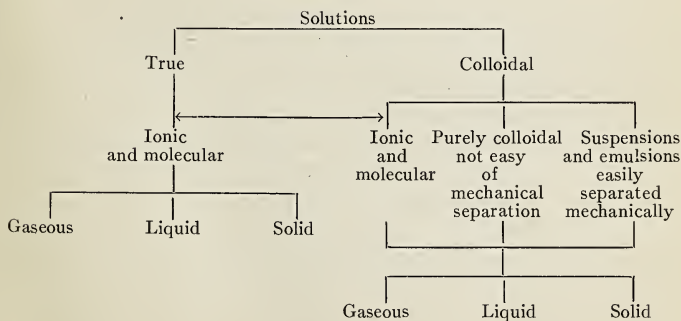 Solutions
True
Colloidal
Ionic
and molecular
Gaseous Liquid Solid
Ionic
and
molecular
Purely colloidal
not easy
of
mechanical
separation
Suspensions
and emulsions
easily
separated
mechanically
Gaseous Liquid Solid